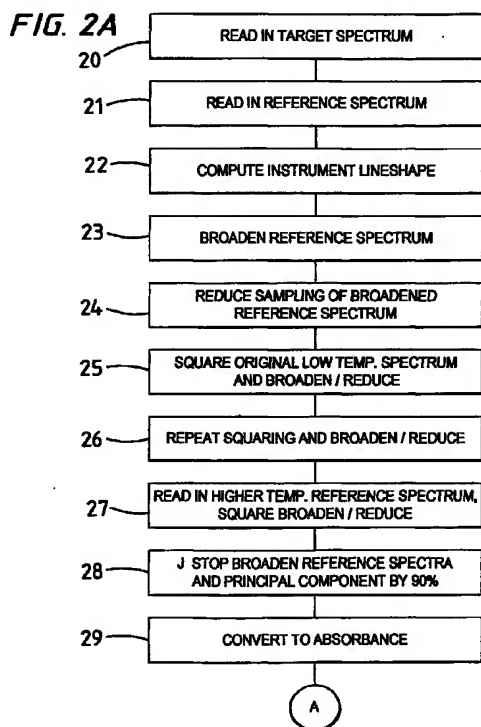 FIG. 2A
20
READ IN TARGET SPECTRUM
21
READ IN REFERENCE SPECTRUM
22
COMPUTE INSTRUMENT LINESHAPE
23
BROADEN REFERENCE SPECTRUM
24
REDUCE SAMPLING OF BROADENED
REFERENCE SPECTRUM
25
SQUARE ORIGINAL LOW TEMP. SPECTRUM
AND BROADEN / REDUCE
26
REPEAT SQUARING AND BROADEN / REDUCE
27
READ IN HIGHER TEMP. REFERENCE SPECTRUM,
SQUARE BROADEN / REDUCE
28
J STOP BROADEN REFERENCE SPECTRA
AND PRINCIPAL COMPONENT BY 90%
29
CONVERT TO ABSORBANCE
A